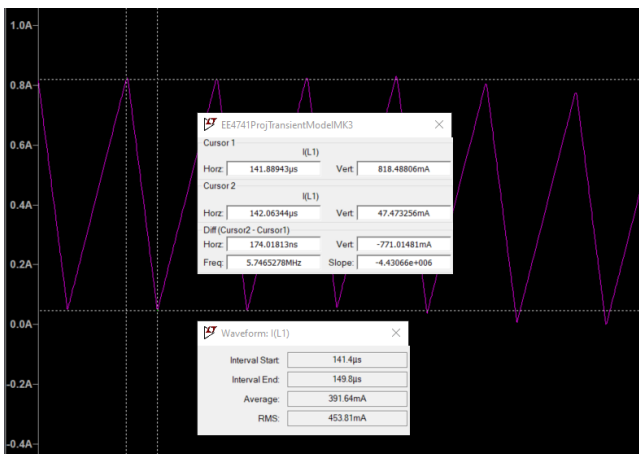 1.0A
0.8A
0.6A
0.4A
0.2A
0.0A
-0.2A
-0.4A
EE4741ProjTransientModelMK3
Cursor 1
I(L1)
Horz: 141.88943µs Vert: 818.48806mA
Cursor 2
I(L1)
Horz: 142.06344µs Vert: 47.473256mA
Diff (Cursor2 - Cursor1)
Horz: 174.01813ns Vert: -771.01481mA
Freq: 5.7465278MHz Slope: -4.43066e+006
Waveform: I(L1)
Interval Start: 141.4µs
Interval End: 149.8µs
Average: 391.64mA
RMS: 453.81mA